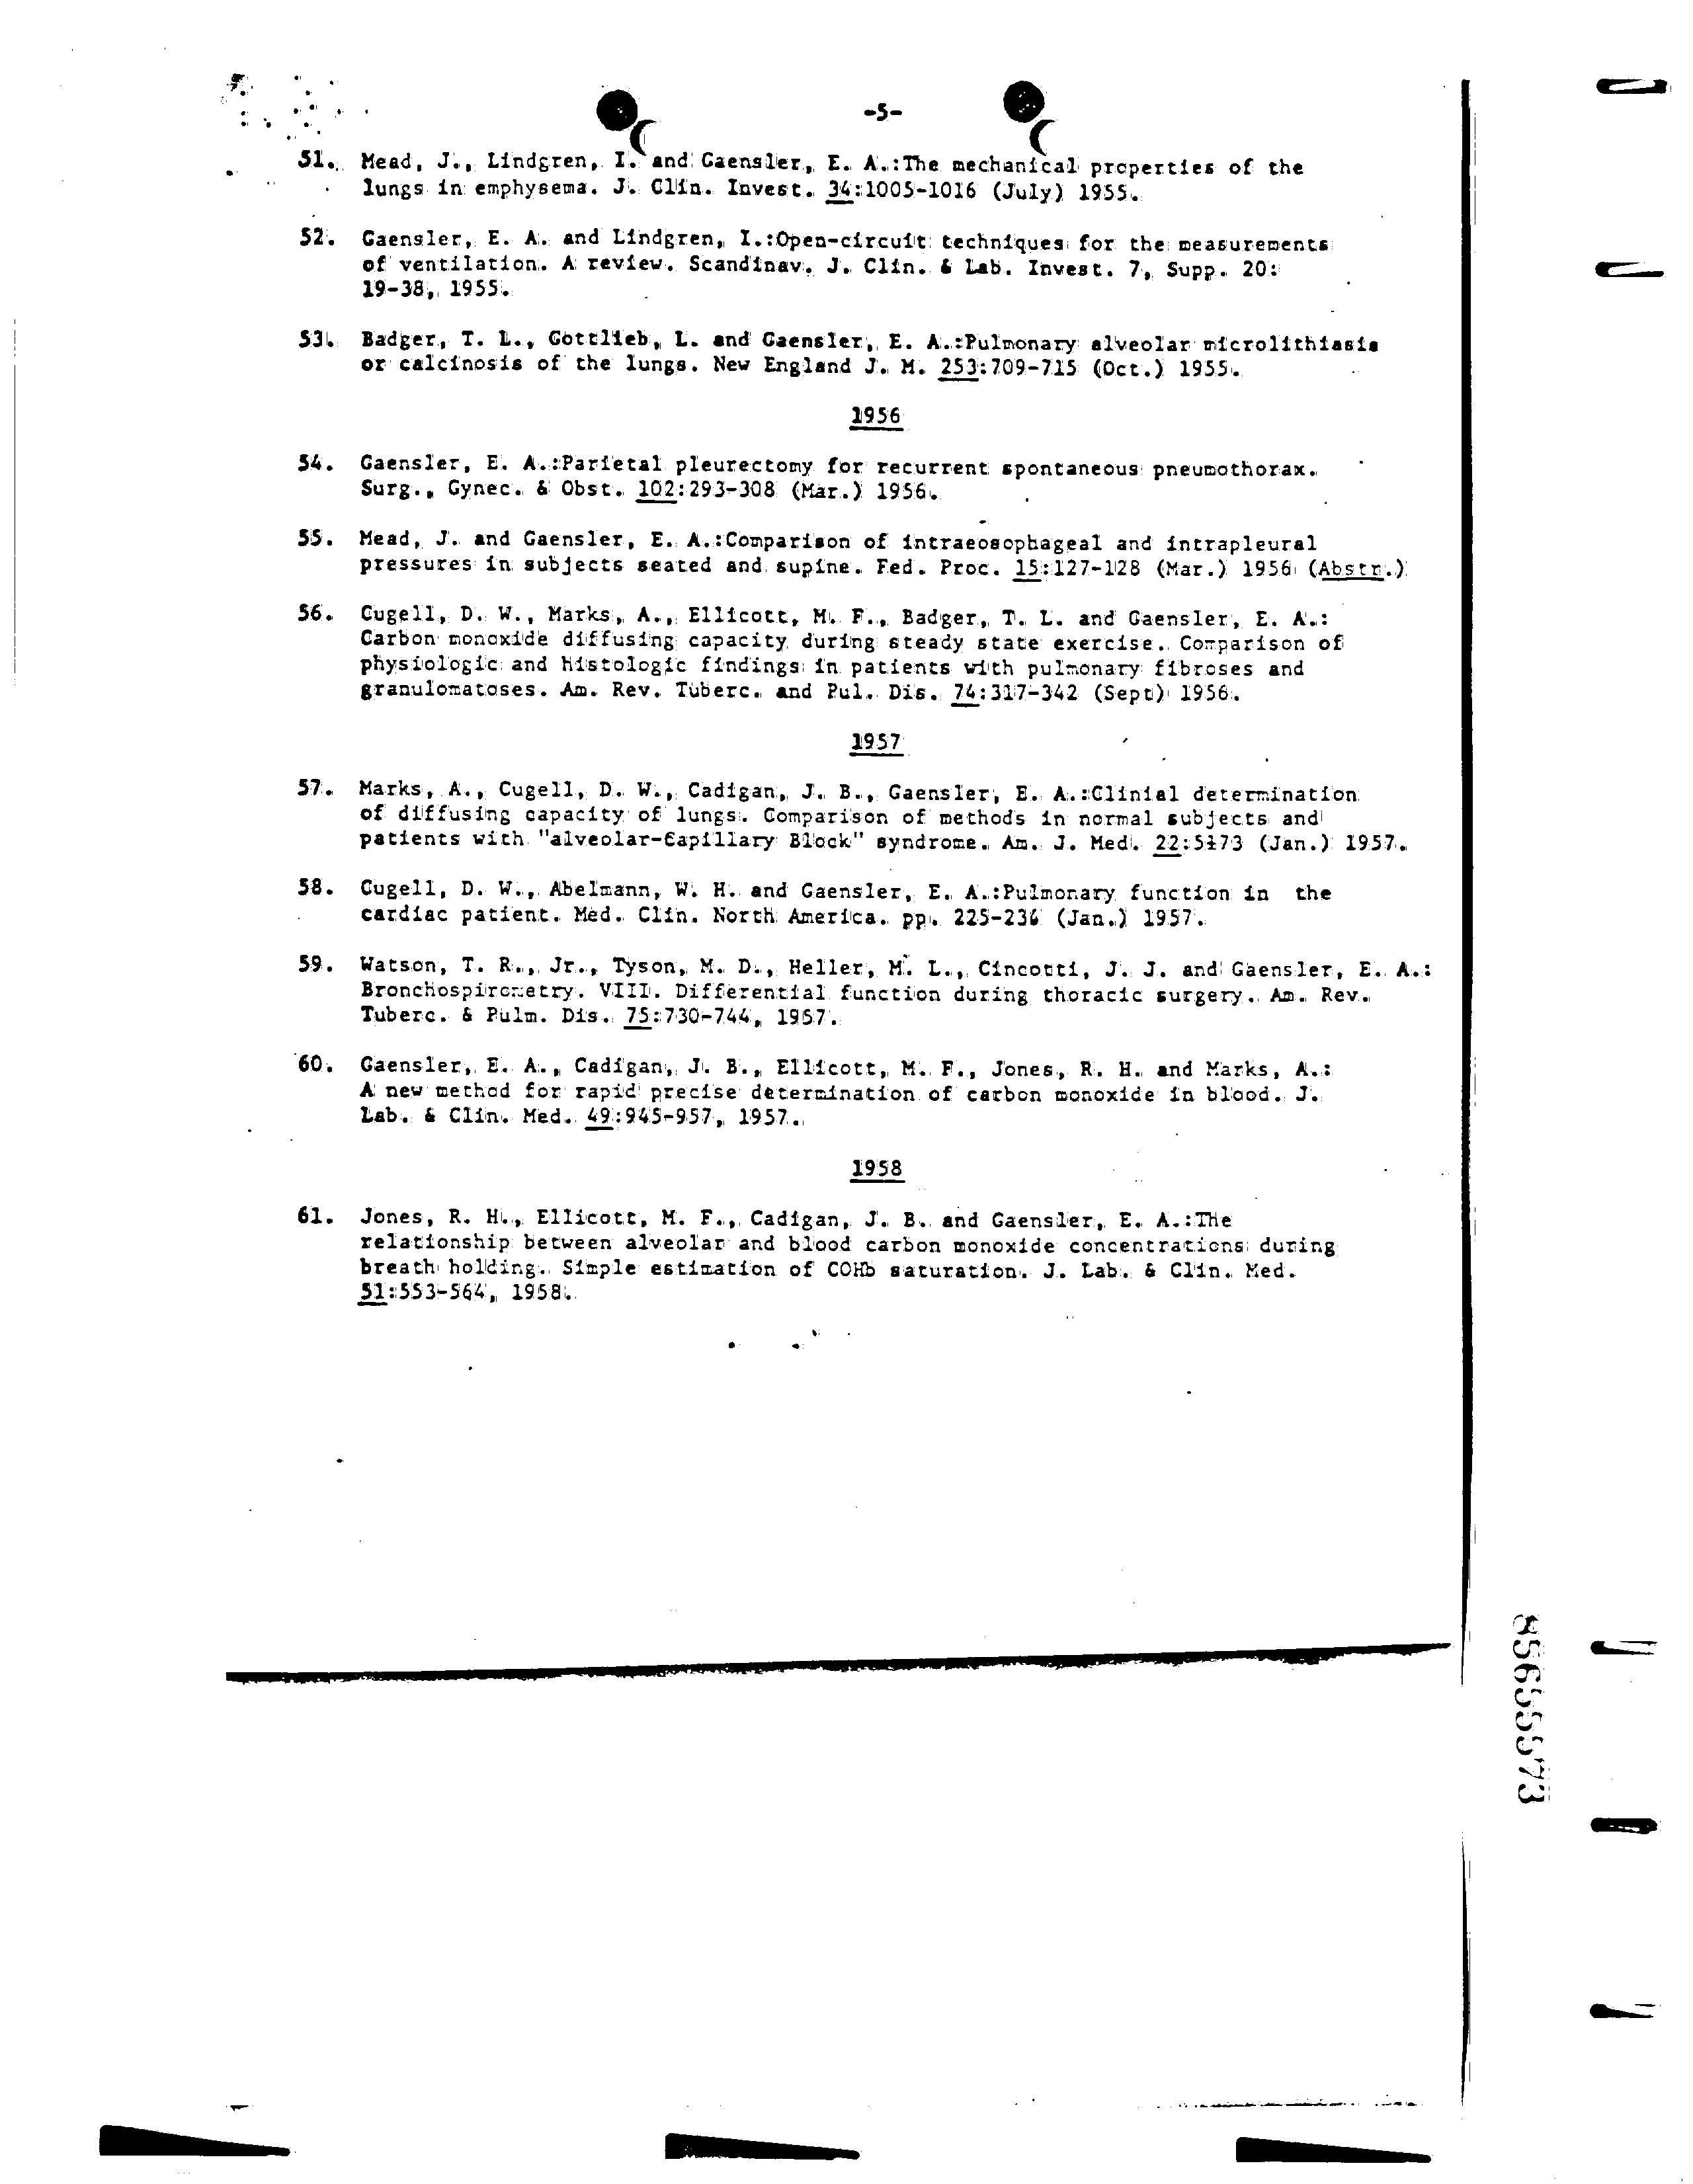 -5-
51. Mead, J., Lindgren, I. and Gaensler, E. A.:The mechanical properties of the
lungs in emphysema. J. Clin. Invest. 34:1005-1016 (July) 1955.
52. Gaensler, E. A. and Lindgren, I.:Open-circuit techniques for the measurements
of ventilation. A review. Scandinav. J. Clin. & Lab. Invest. 7, Supp. 20:
19-38, 1955.
53. Badger, T. L., Gottlieb, L. and Gaensler, E. A.:Pulmonary alveolar microlithiasis
or calcinosis of the lungs. New England J. M. 253:709-715 (Oct.) 1955.
1956
54. Gaensler, E. A.:Parietal pleurectomy for recurrent spontaneous pneumothorax.
Surg., Gynec. & Obst. 102:293-308 (Mar.) 1956.
55. Mead, J. and Gaensler, E. A.:Comparison of intraeosophageal and intrapleural
pressures in subjects seated and supine. Fed. Proc. 15:127-128 (Mar.) 1956 (Abstr.)
56. Cugell, D. W., Marks, A., Ellicott, M. F., Badger, T. L. and Gaensler, E. A.:
Carbon monoxide diffusing capacity during steady state exercise. Comparison of
physiologic and histologic findings in patients with pulmonary fibroses and
granulomatoses. Am. Rev. Tuberc. and Pul. Dis. 74:317-342 (Sept) 1956.
1957
57. Marks, A., Cugell, D. W., Cadigan, J. B., Gaensler, E. A.:Clinial determination
of diffusing capacity of lungs. Comparison of methods in normal subjects and
patients with "alveolar-Capillary Block" syndrome. Am. J. Med. 22:5173 (Jan.) 1957.
58. Cugell, D. W., Abelmann, W. H. and Gaensler, E. A.:Pulmonary function in the
cardiac patient. Med. Clin. North America. pp. 225-236 (Jan.) 1957.
59. Watson, T. R., Jr., Tyson, M. D., Heller, M. L., Cincotti, J. J. and Gaensler, E. A.:
Bronchospirometry. VIII. Differential function during thoracic surgery. Am. Rev.
Tuberc. & Pulm. Dis. 75:730-744, 1957.
60. Gaensler, E. A., Cadigan, J. B., Ellicott, M. F., Jones, R. H. and Marks, A.:
A new method for rapid precise determination of carbon monoxide in blood. J.
Lab. & Clin. Med. 49:945-957, 1957.
1958
61. Jones, R. H., Ellicott, M. F., Cadigan, J. B. and Gaensler, E. A.:The
relationship between alveolar and blood carbon monoxide concentrations during
breath holding. Simple estimation of COHb saturation. J. Lab. & Clin. Med.
51:553-564, 1958.
85655573